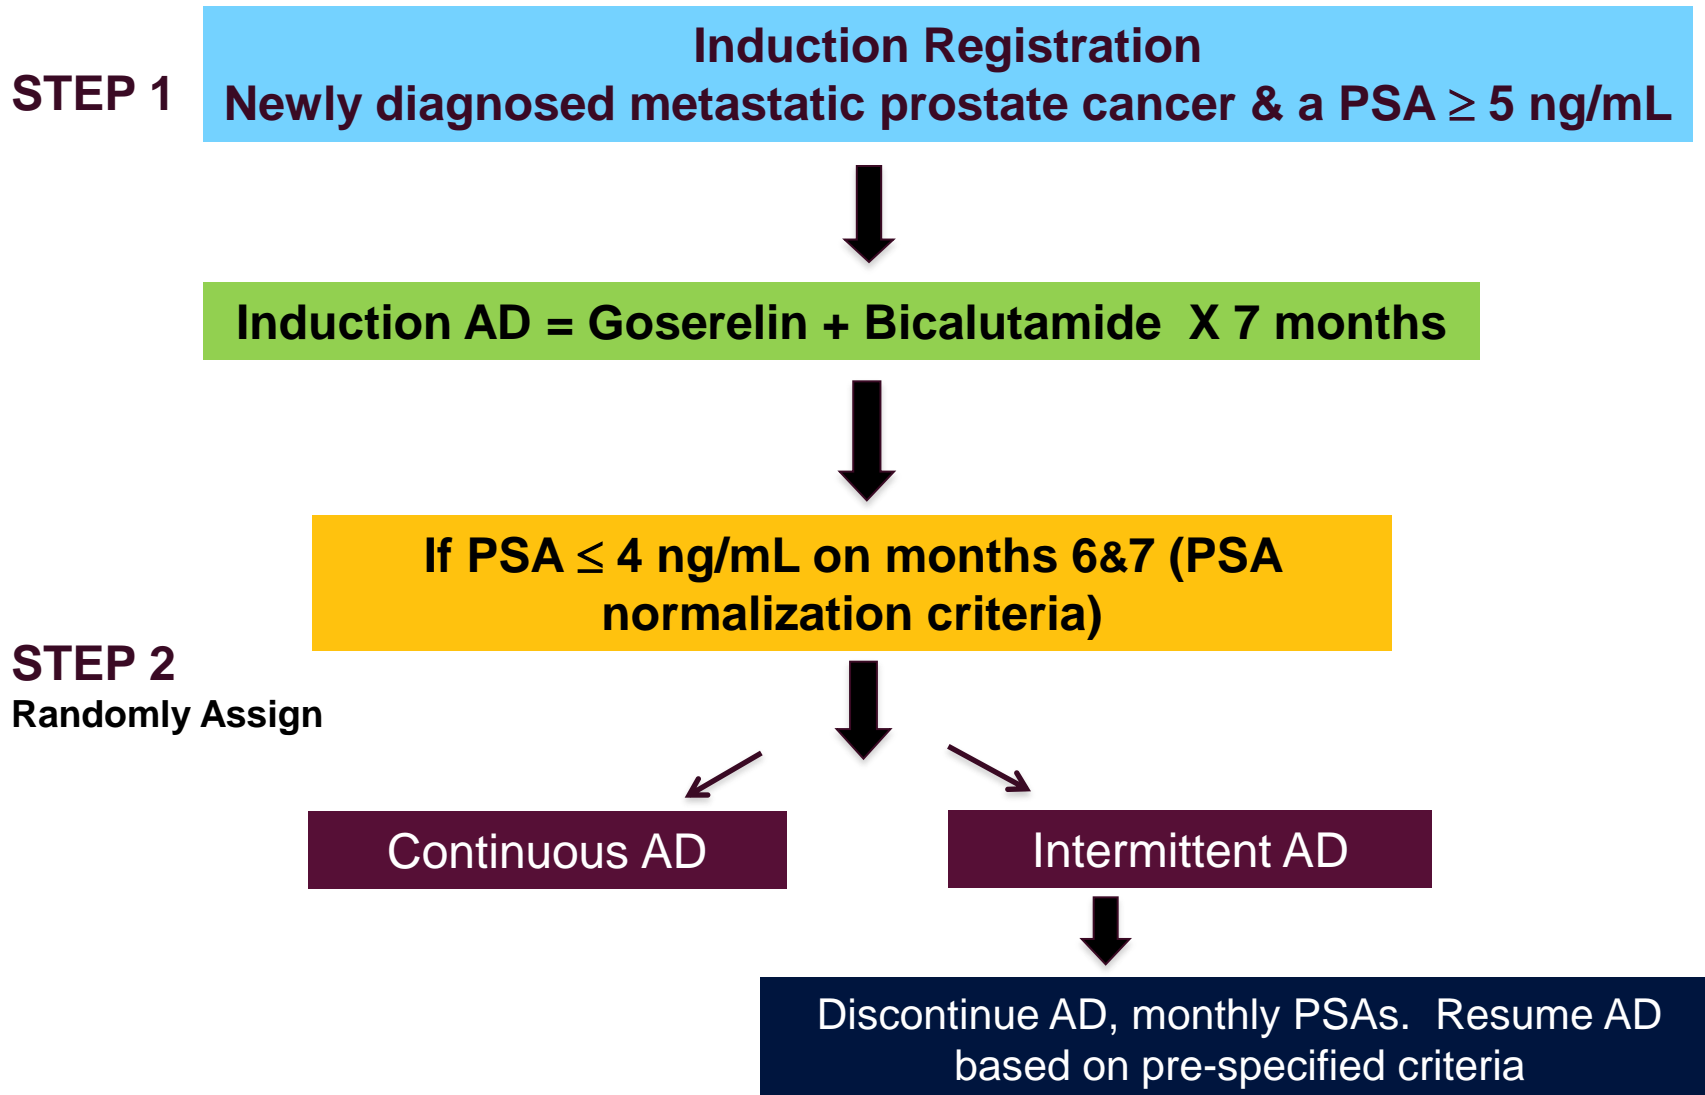 Induction Registration
STEP 1
Newly diagnosed metastatic prostate cancer & a PSA ≥ 5 ng/mL
Induction AD = Goserelin + Bicalutamide  X 7 months
If PSA ≤ 4 ng/mL on months 6&7 (PSA
normalization criteria)
STEP 2
Randomly Assign
Continuous AD
Intermittent AD
Discontinue AD, monthly PSAs.  Resume AD
based on pre-specified criteria